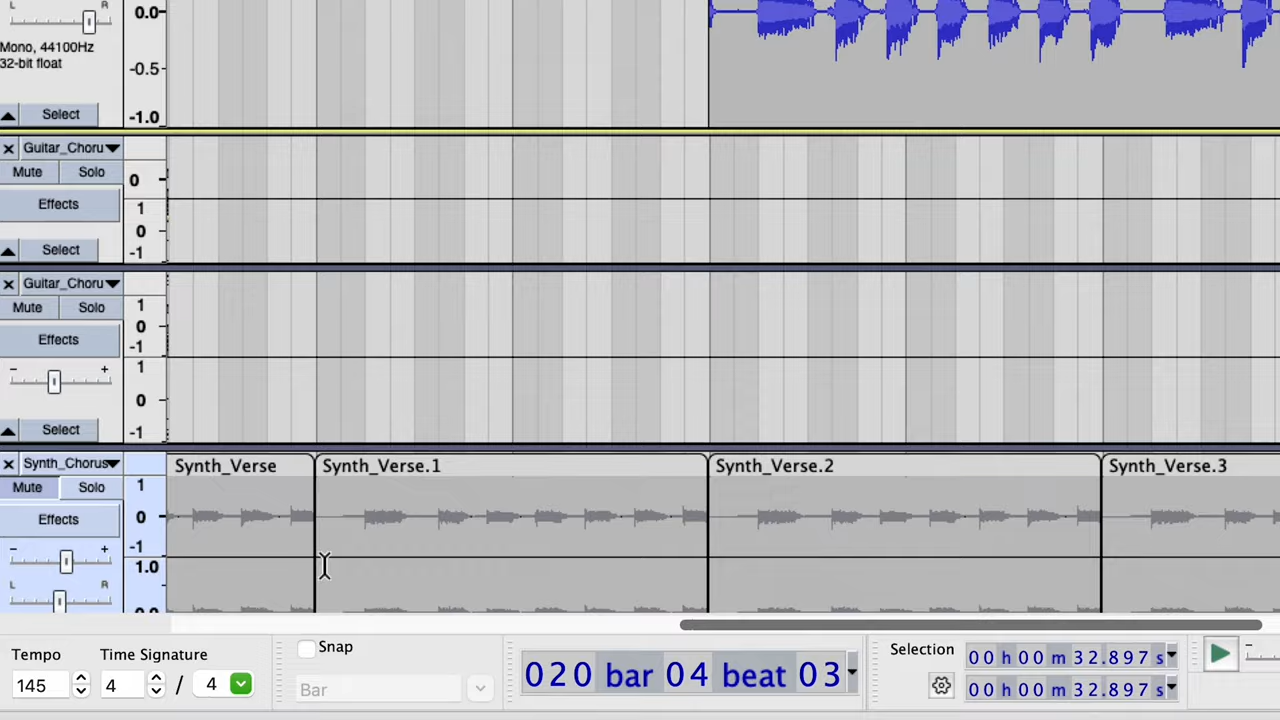 L R
0.0
Mono, 44100Hz
32-bit float
-0.5
Select
-1.0
Guitar_Choru
Mute Solo
0
Effects
1
0
Select
-1
Guitar_Choru
Mute Solo
1
0
Effects
-1
- +
1
0
Select
-1
Synth_Chorus
Synth_Verse Synth_Verse.1 Synth_Verse.2 Synth_Verse.3
Mute Solo
1
Effects
0
- +
-1
1.0
L R
0.0
Tempo Time Signature Snap Selection
145 4 / 4 Bar
020 bar 04 beat 03
00 h 00 m 32.897 s
00 h 00 m 32.897 s
-